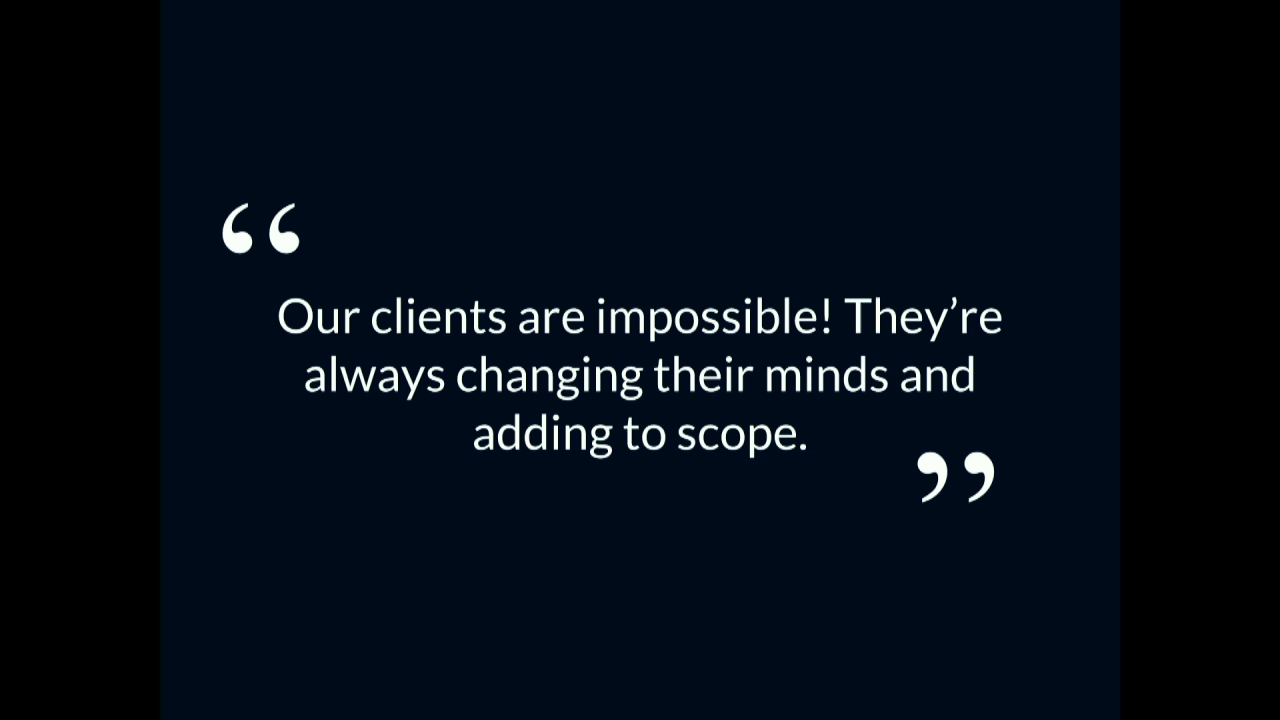 “
Our clients are impossible! They’re
always changing their minds and
adding to scope.
”